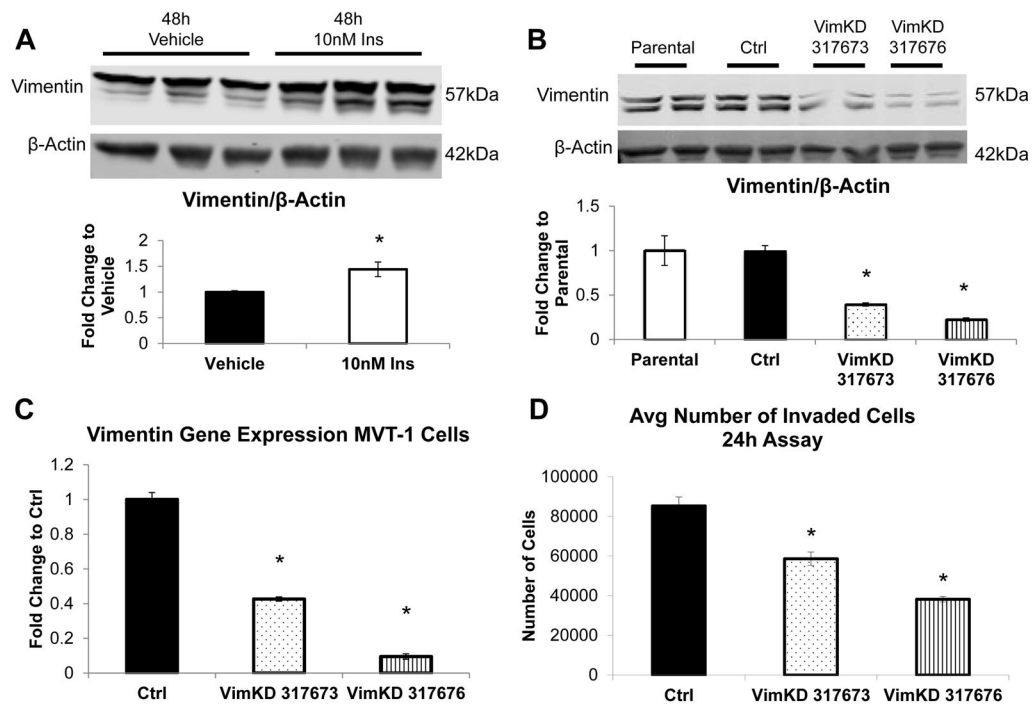 A
48h
Vehicle
48h
10nM Ins
Vimentin
57kDa
β-Actin
42kDa
Vimentin/β-Actin
Fold Change to
Vehicle
2
1.5
1
0.5
0
Vehicle
10nM Ins
*
B
Parental
Ctrl
VimKD
317673
VimKD
317676
Vimentin
57kDa
β-Actin
42kDa
Vimentin/β-Actin
Fold Change to
Parental
1.5
1
0.5
0
*
*
Parental
Ctrl
VimKD
317673
VimKD
317676
C
Vimentin Gene Expression MVT-1 Cells
Fold Change to Ctrl
1.2
1
0.8
0.6
0.4
0.2
0
*
*
Ctrl
VimKD 317673
VimKD 317676
D
Avg Number of Invaded Cells
24h Assay
Number of Cells
100000
80000
60000
40000
20000
0
*
*
Ctrl
VimKD 317673
VimKD 317676